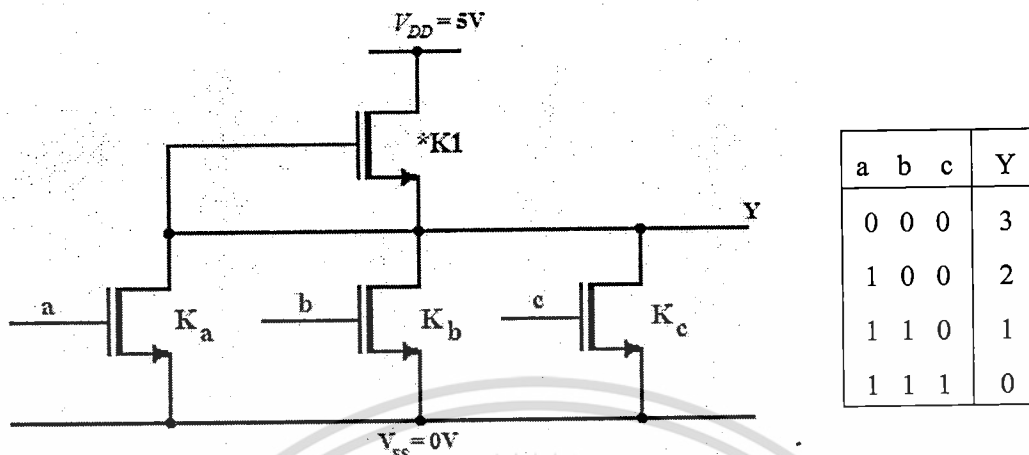 V_DD = 5V
*K1
Y
a
K_a
b
K_b
c
K_c
V_SS = 0V
a b c Y
0 0 0 3
1 0 0 2
1 1 0 1
1 1 1 0